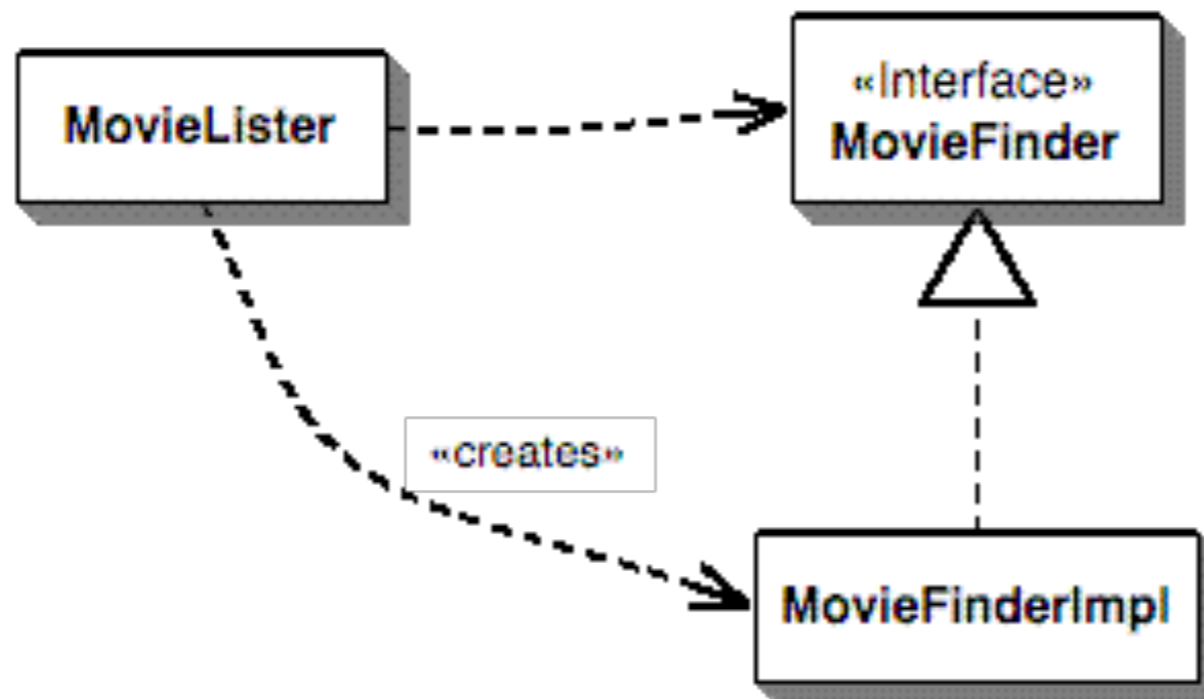 MovieLister
«Interface»
MovieFinder
«creates»
MovieFinderImpl